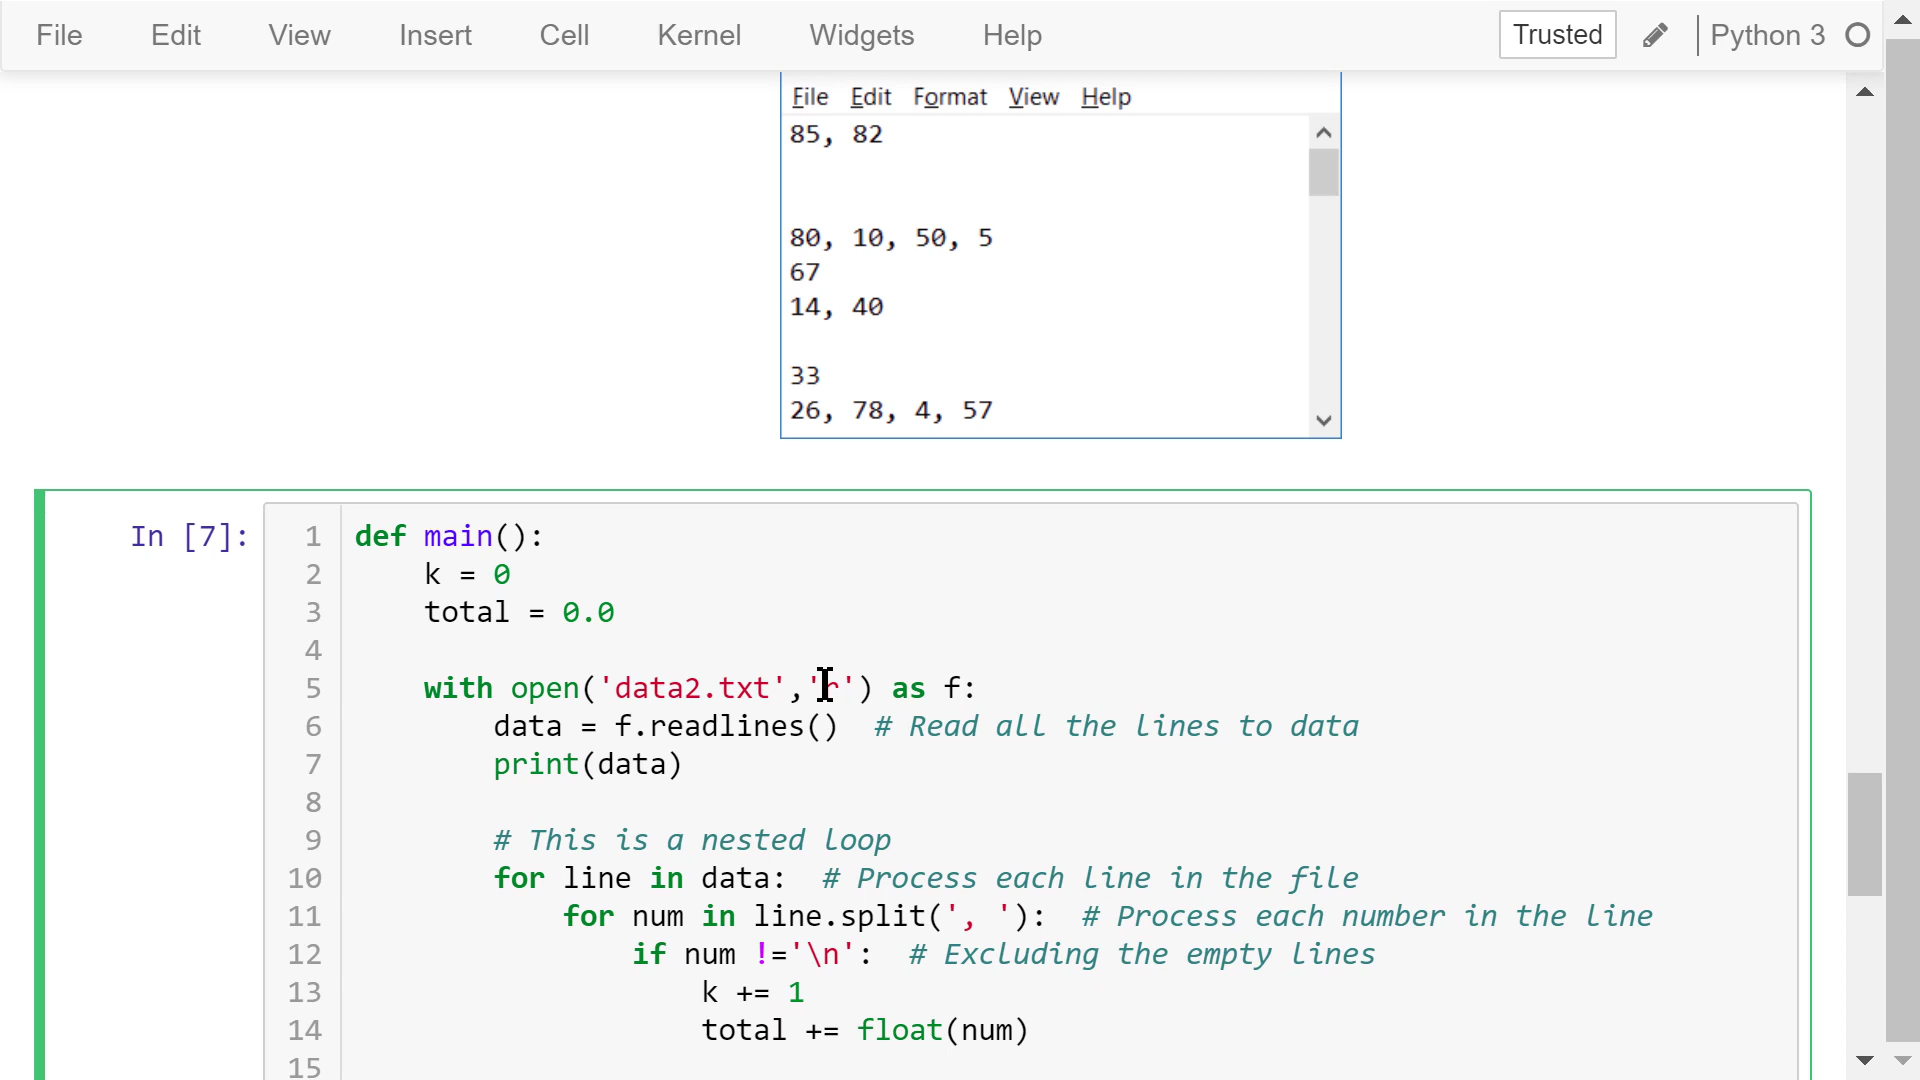 File Edit View Insert Cell Kernel Widgets Help Trusted Python 3
File Edit Format View Help
85, 82
80, 10, 50, 5
67
14, 40
33
26, 78, 4, 57
In [7]:
1 def main():
2 k = 0
3 total = 0.0
4
5 with open('data2.txt','r') as f:
6 data = f.readlines() # Read all the lines to data
7 print(data)
8
9 # This is a nested loop
10 for line in data: # Process each line in the file
11 for num in line.split(', '): # Process each number in the line
12 if num !='\n': # Excluding the empty lines
13 k += 1
14 total += float(num)
15